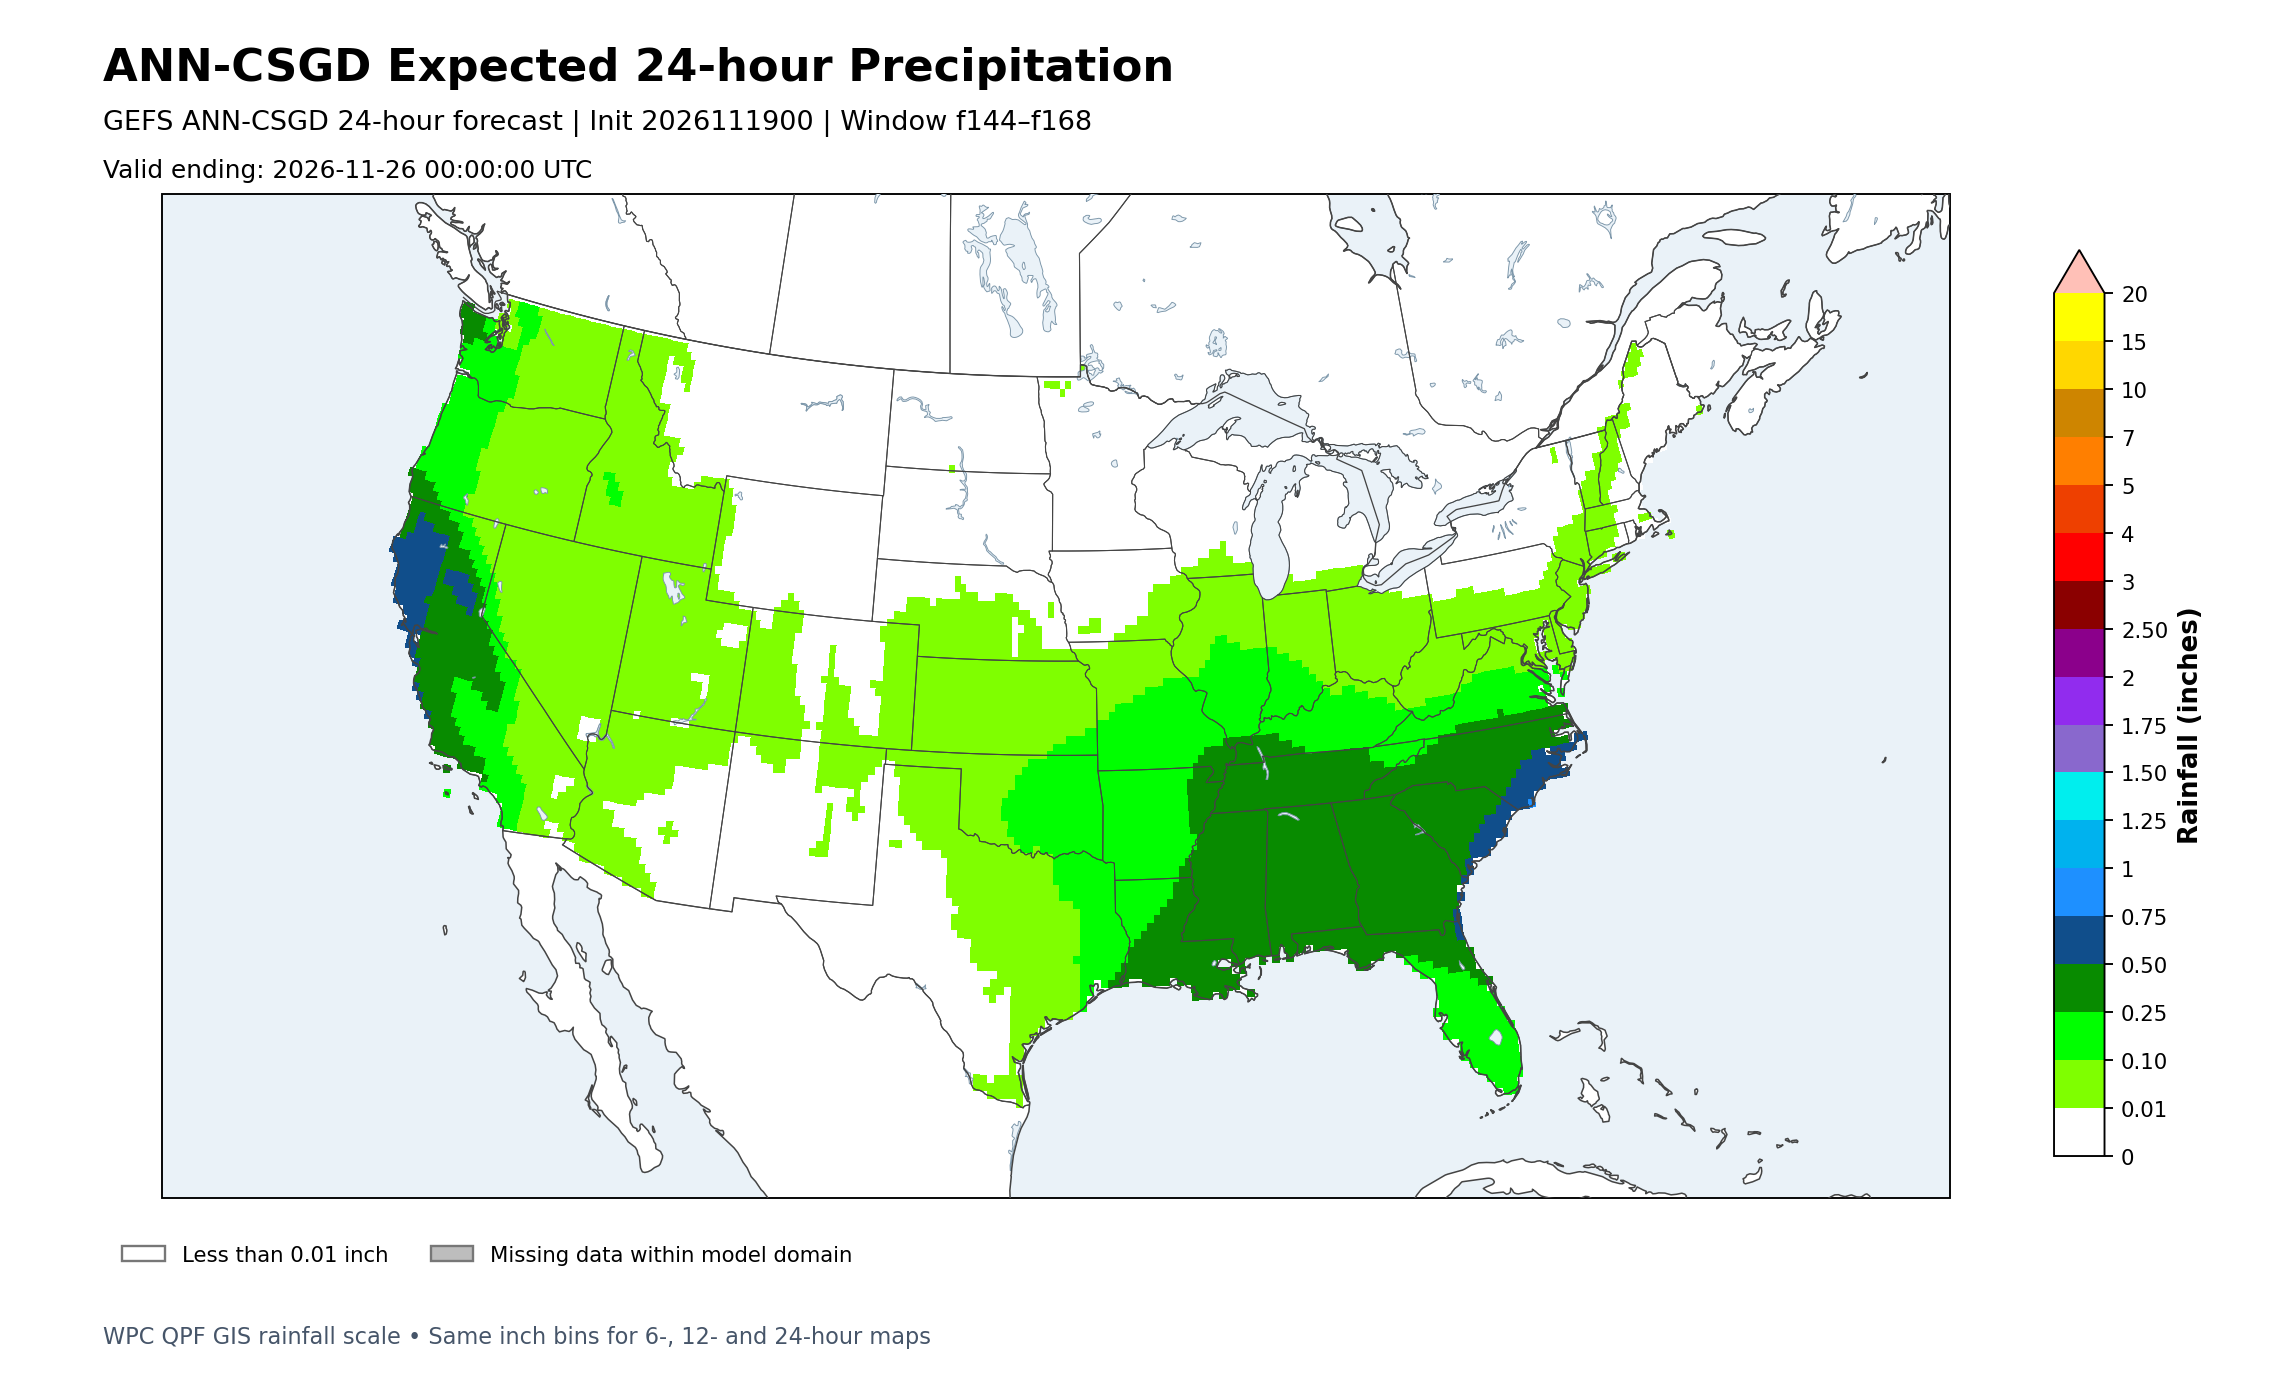 ANN-CSGD Expected 24-hour Precipitation
GEFS ANN-CSGD 24-hour forecast | Init 2026111900 | Window f144–f168
Valid ending: 2026-11-26 00:00:00 UTC
20
15
10
7
5
4
3
2.50
2
1.75
1.50
1.25
1
0.75
0.50
0.25
0.10
0.01
0
Rainfall (inches)
Less than 0.01 inch
Missing data within model domain
WPC QPF GIS rainfall scale • Same inch bins for 6-, 12- and 24-hour maps